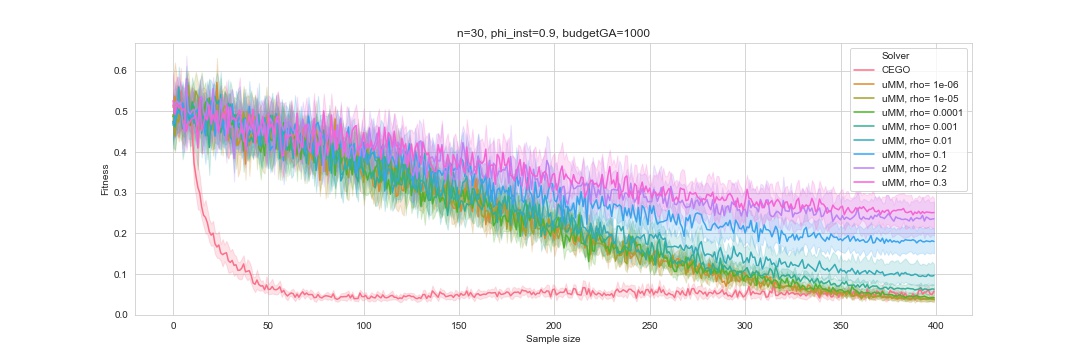 n=30, phi_inst=0.9, budgetGA=1000
Fitness
0.6
0.5
0.4
0.3
0.2
0.1
0.0
Solver
CEGO
uMM, rho= 1e-06
uMM, rho= 1e-05
uMM, rho= 0.0001
uMM, rho= 0.001
uMM, rho= 0.01
uMM, rho= 0.1
uMM, rho= 0.2
uMM, rho= 0.3
0 50 100 150 200 250 300 350 400
Sample size